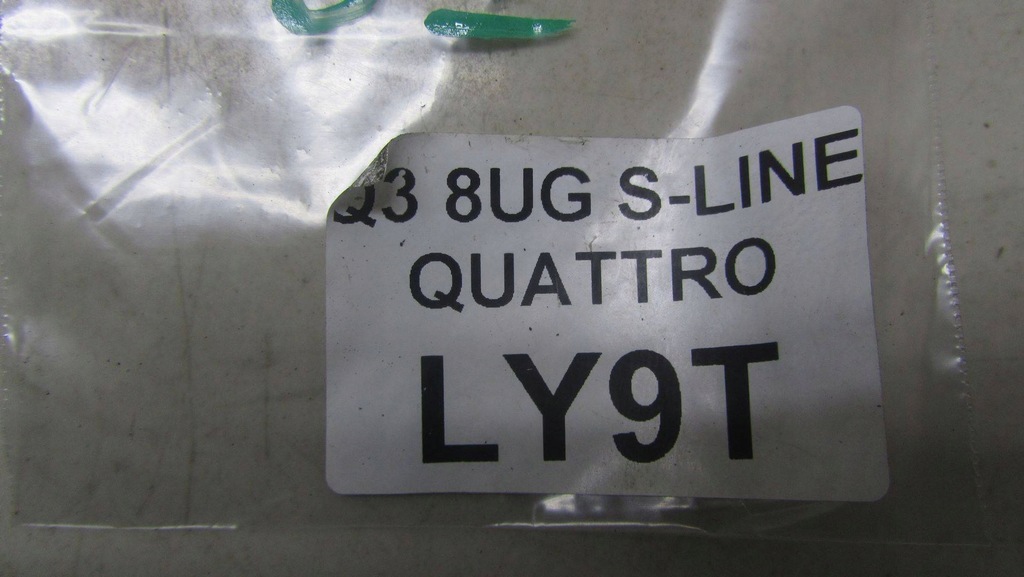 Q3 8UG S-LINE
QUATTRO
LY9T